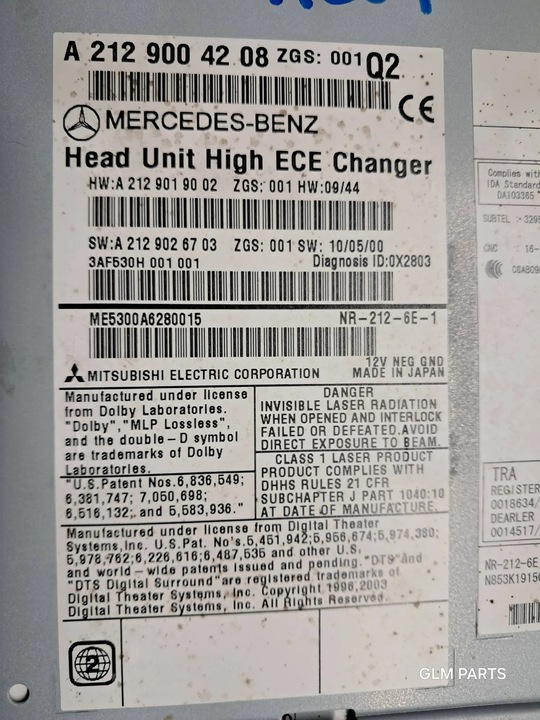 A 212 900 42 08 ZGS: 001 Q2
CE
MERCEDES-BENZ
Head Unit High ECE Changer
HW:A 212 901 90 02 ZGS: 001 HW:09/44
SW:A 212 902 67 03 ZGS: 001 SW: 10/05/00
3AF530H 001 001 Diagnosis ID:0X2803
ME5300A6280015 NR-212-6E-1
12V NEG GND
MITSUBISHI ELECTRIC CORPORATION MADE IN JAPAN
Manufactured under license
from Dolby Laboratories.
"Dolby","MLP Lossless",
and the double-D symbol
are trademarks of Dolby
Laboratories.
"U.S.Patent Nos.6,836,549;
6,381,747; 7,050,698;
6,516,132; and 5,583,936."
DANGER
INVISIBLE LASER RADIATION
WHEN OPENED AND INTERLOCK
FAILED OR DEFEATED.AVOID
DIRECT EXPOSURE TO BEAM.
CLASS 1 LASER PRODUCT
PRODUCT COMPLIES WITH
DHHS RULES 21 CFR
SUBCHAPTER J PART 1040:10
AT DATE OF MANUFACTURE.
Manufactured under license from Digital Theater
Systems,Inc. U.S.Pat. No's.5,451,942;5,956,674;5,974,380;
5,978,762;6,226,616;6,487,535 and other U.S.
and world-wide patents issued and pending. "DTS"and
"DTS Digital Surround"are registered trademarks of
Digital Theater Systems, Inc. Copyright 1996,2003
Digital Theater Systems, Inc. All Rights Reserved.
2
Complies with
IDA Standard
DA103365
SUBTEL :
CNC : 16-
TRA
REGISTER
0018634/
DEARLER
0014517/
NR-212-6E
N853K1915
GLM PARTS